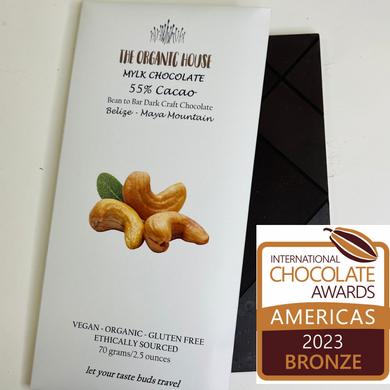 THE ORGANIC HOUSE
MYLK CHOCOLATE
55% Cacao
Bean to Bar Dark Craft Chocolate
Belize - Maya Mountain
VEGAN - ORGANIC - GLUTEN FREE
ETHICALLY SOURCED
70 grams/2.5 ounces
let your taste buds travel
INTERNATIONAL
CHOCOLATE
AWARDS
AMERICAS
2023
BRONZE